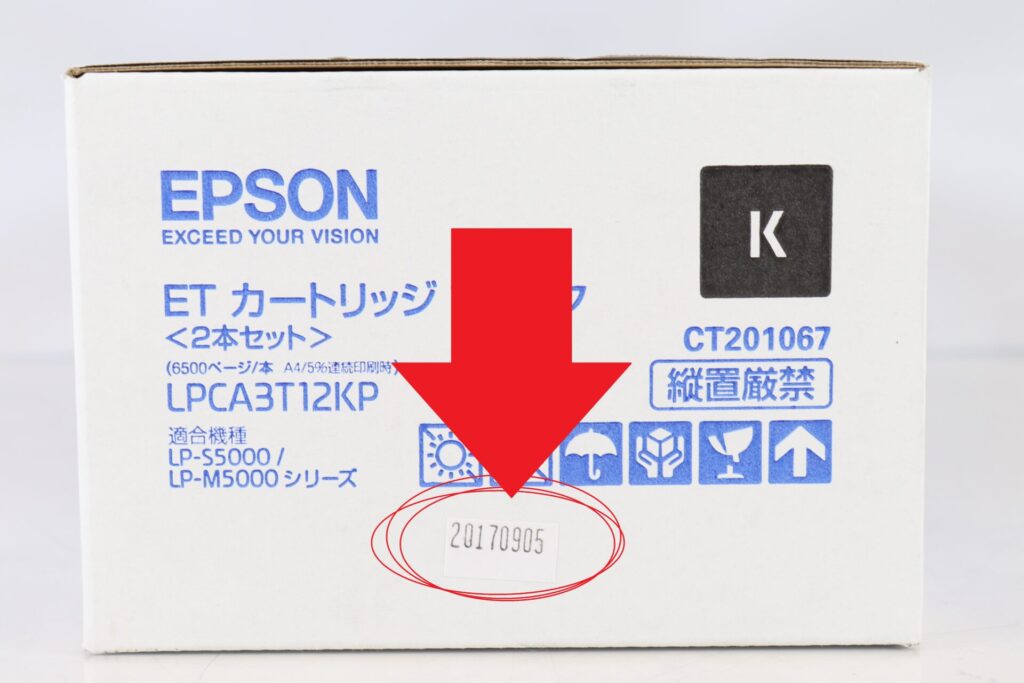 EPSON
EXCEED YOUR VISION
K
ET カートリッジ
<2本セット>
(6500ページ/本 A4/5%連続印刷時)
LPCA3T12KP
CT201067
縦置厳禁
適合機種
LP-S5000 /
LP-M5000 シリーズ
20170905